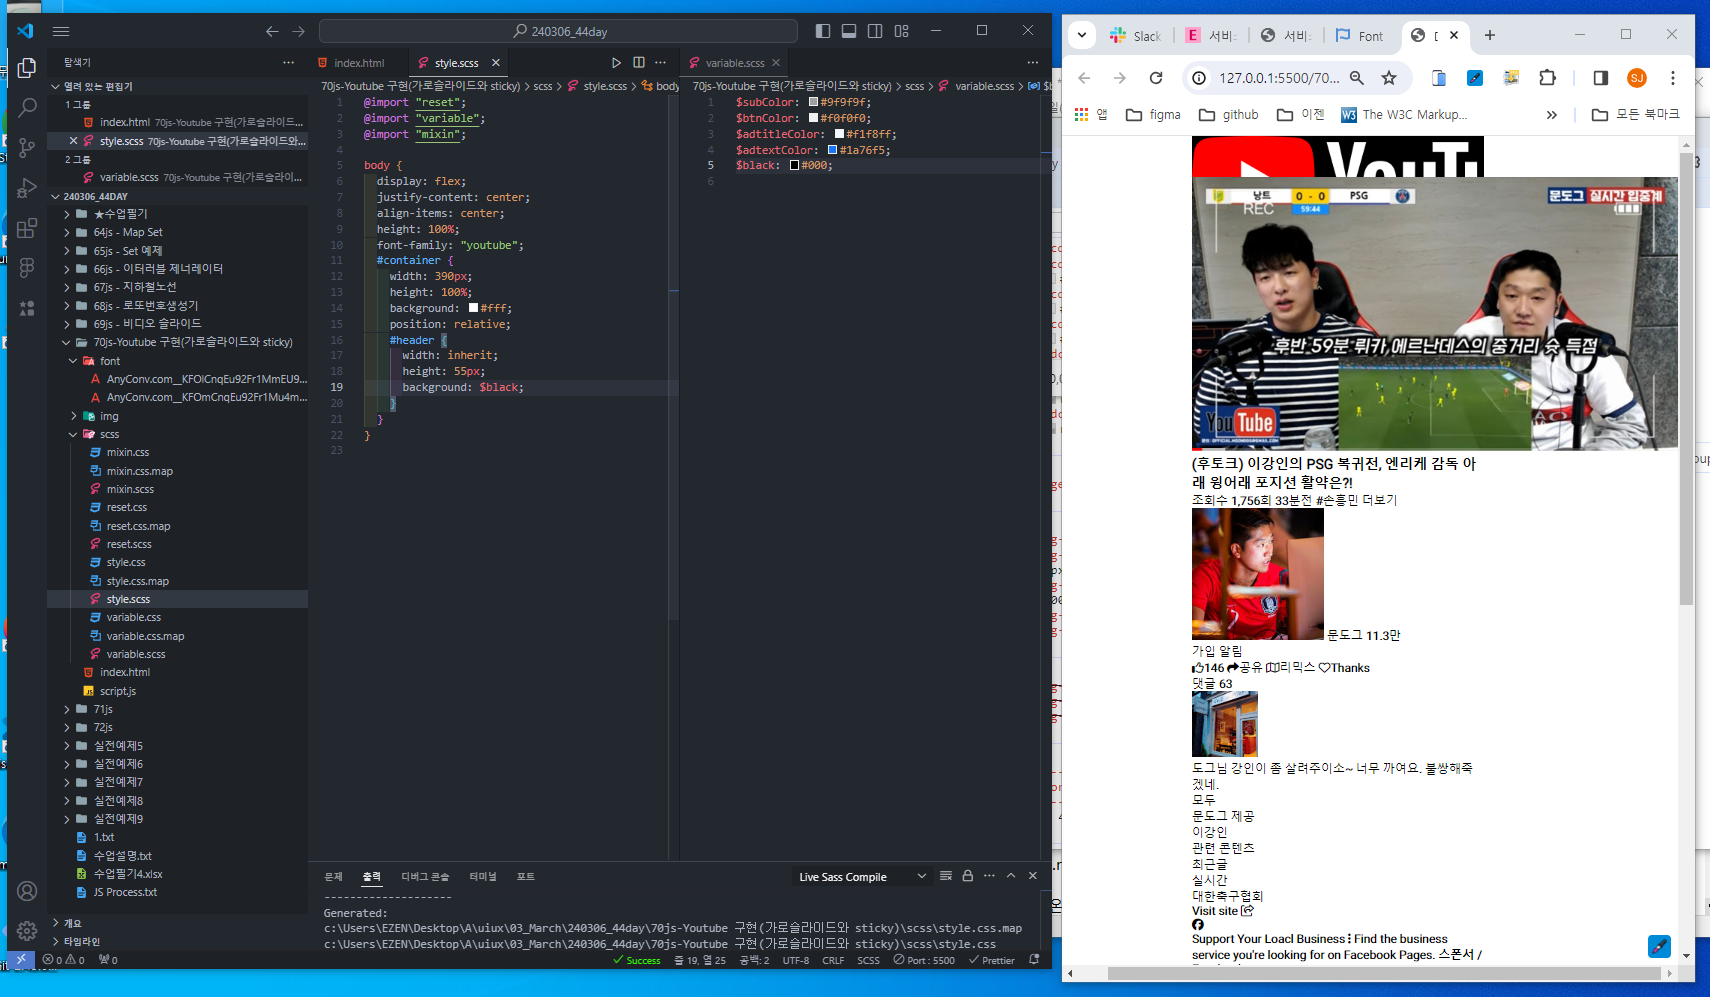 240306_44day
탐색기
열려 있는 편집기
1 그룹
index.html 70js-Youtube 구현(가로슬라이드...
style.scss 70js-Youtube 구현(가로슬라이드와...
2 그룹
variable.scss 70js-Youtube 구현(가로슬라이...
240306_44DAY
★수업필기
64js - Map Set
65js - Set 예제
66js - 이터러블 제너레이터
67js - 지하철노선
68js - 로또번호생성기
69js - 비디오 슬라이드
70js-Youtube 구현(가로슬라이드와 sticky)
font
AnyConv.com__KFOlCnqEu92Fr1MmEU9...
AnyConv.com__KFOmCnqEu92Fr1Mu4m...
img
scss
mixin.css
mixin.css.map
mixin.scss
reset.css
reset.css.map
reset.scss
style.css
style.css.map
style.scss
variable.css
variable.css.map
variable.scss
index.html
script.js
71js
72js
실전예제5
실전예제6
실전예제7
실전예제8
실전예제9
1.txt
수업설명.txt
수업필기4.xlsx
JS Process.txt
개요
타임라인
index.html
style.scss
70js-Youtube 구현(가로슬라이드와 sticky) > scss > style.scss > body
1 @import "reset";
2 @import "variable";
3 @import "mixin";
4
5 body {
6 display: flex;
7 justify-content: center;
8 align-items: center;
9 height: 100%;
10 font-family: "youtube";
11 #container {
12 width: 390px;
13 height: 100%;
14 background: #fff;
15 position: relative;
16 #header {
17 width: inherit;
18 height: 55px;
19 background: $black;
20 }
21 }
22 }
23
variable.scss
70js-Youtube 구현(가로슬라이드와 sticky) > scss > variable.scss > $b
1 $subColor: #9f9f9f;
2 $btnColor: #f0f0f0;
3 $adtitleColor: #f1f8ff;
4 $adtextColor: #1a76f5;
5 $black: #000;
6
문제 출력 디버그 콘솔 터미널 포트
Live Sass Compile
--------------------
Generated:
c:\Users\EZEN\Desktop\A\uiux\03_March\240306_44day\70js-Youtube 구현(가로슬라이드와 sticky)\scss\style.css.map
c:\Users\EZEN\Desktop\A\uiux\03_March\240306_44day\70js-Youtube 구현(가로슬라이드와 sticky)\scss\style.css
0 0 0 Success 줄 19, 열 25 공백: 2 UTF-8 CRLF SCSS Port : 5500 Prettier
Slack E 서비 서비 Font
127.0.0.1:5500/70...
SJ
앱 figma github 이젠 W3 The W3C Markup... » 모든 북마크
YouTu
낭트 0 - 0 PSG
59:44
REC
문도그 실시간 입중계
후반 59분 뤼카 에르난데스의 중거리 슛 득점
YouTube
(후토크) 이강인의 PSG 복귀전, 엔리케 감독 아
래 윙어래 포지션 활약은?!
조회수 1,756회 33분전 #손흥민 더보기
문도그 11.3만
가입 알림
146 공유 리믹스 Thanks
댓글 63
도그님 강인이 좀 살려주이소~ 너무 까여요. 불쌍해죽
겠네.
모두
문도그 제공
이강인
관련 콘텐츠
최근글
실시간
대한축구협회
Visit site
Support Your Loacl Business Find the business
service you're looking for on Facebook Pages. 스폰서 /